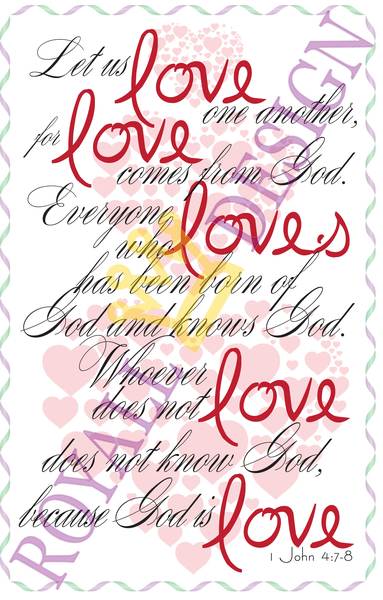 Let us love
one another,
for love
comes from God.
Everyone loves
who
has been born of
God and knows God.
Whoever
does not love
does not know God,
because God is love
1 John 4:7-8